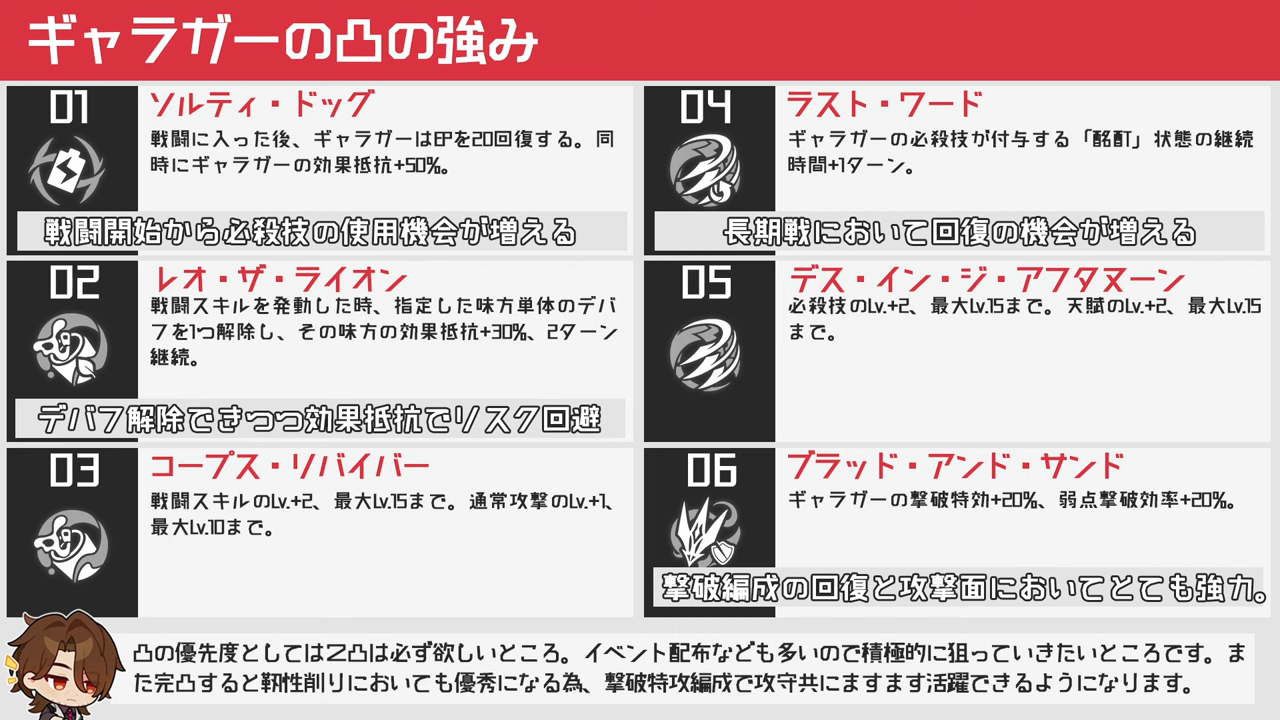 ギャラガーの凸の強み
01
ソルティ・ドッグ
戦闘に入った後、ギャラガーはEPを20回復する。同
時にギャラガーの効果抵抗+50%。
戦闘開始から必殺技の使用機会が増える
02
レオ・ザ・ライオン
戦闘スキルを発動した時、指定した味方単体のデバ
フを1つ解除し、その味方の効果抵抗+30%、2ターン
継続。
デバフ解除できつつ効果抵抗でリスク回避
03
コープス・リバイバー
戦闘スキルのLv.+2、最大Lv.15まで。通常攻撃のLv.+1、
最大Lv.10まで。
04
ラスト・ワード
ギャラガーの必殺技が付与する「酩酊」状態の継続
時間+1ターン。
長期戦において回復の機会が増える
05
デス・イン・ジ・アフタヌーン
必殺技のLv.+2、最大Lv.15まで。天賦のLv.+2、最大Lv.15
まで。
06
ブラッド・アンド・サンド
ギャラガーの撃破特効+20%、弱点撃破効率+20%。
撃破編成の回復と攻撃面においてとても強力。
凸の優先度としては2凸は必ず欲しいところ。イベント配布なども多いので積極的に狙っていきたいところです。ま
た完凸すると靭性削りにおいても優秀になる為、撃破特攻編成で攻守共にますます活躍できるようになります。